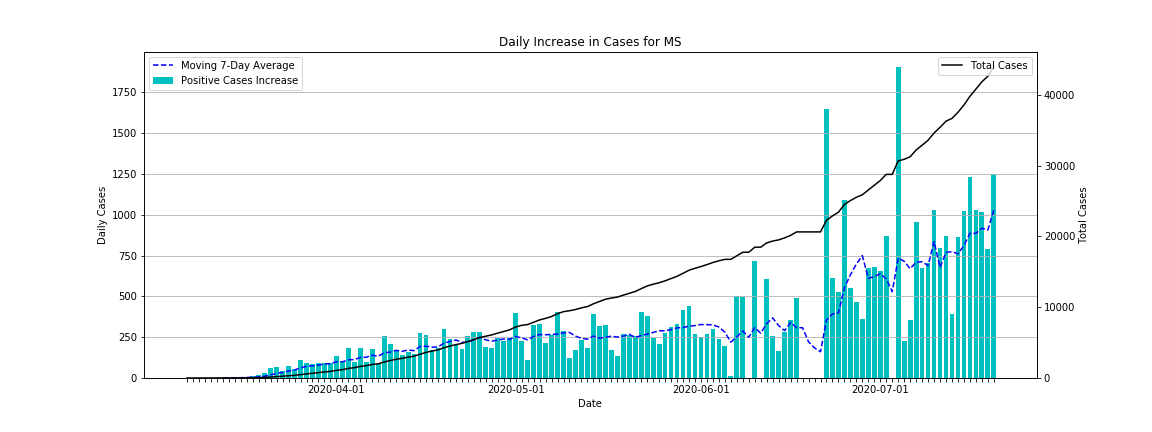 Daily Increase in Cases for MS
Moving 7-Day Average
Positive Cases Increase
Total Cases
1750
1500
1250
1000
750
500
250
0
Daily Cases
40000
30000
20000
10000
0
Total Cases
2020-04-01
2020-05-01
2020-06-01
2020-07-01
Date